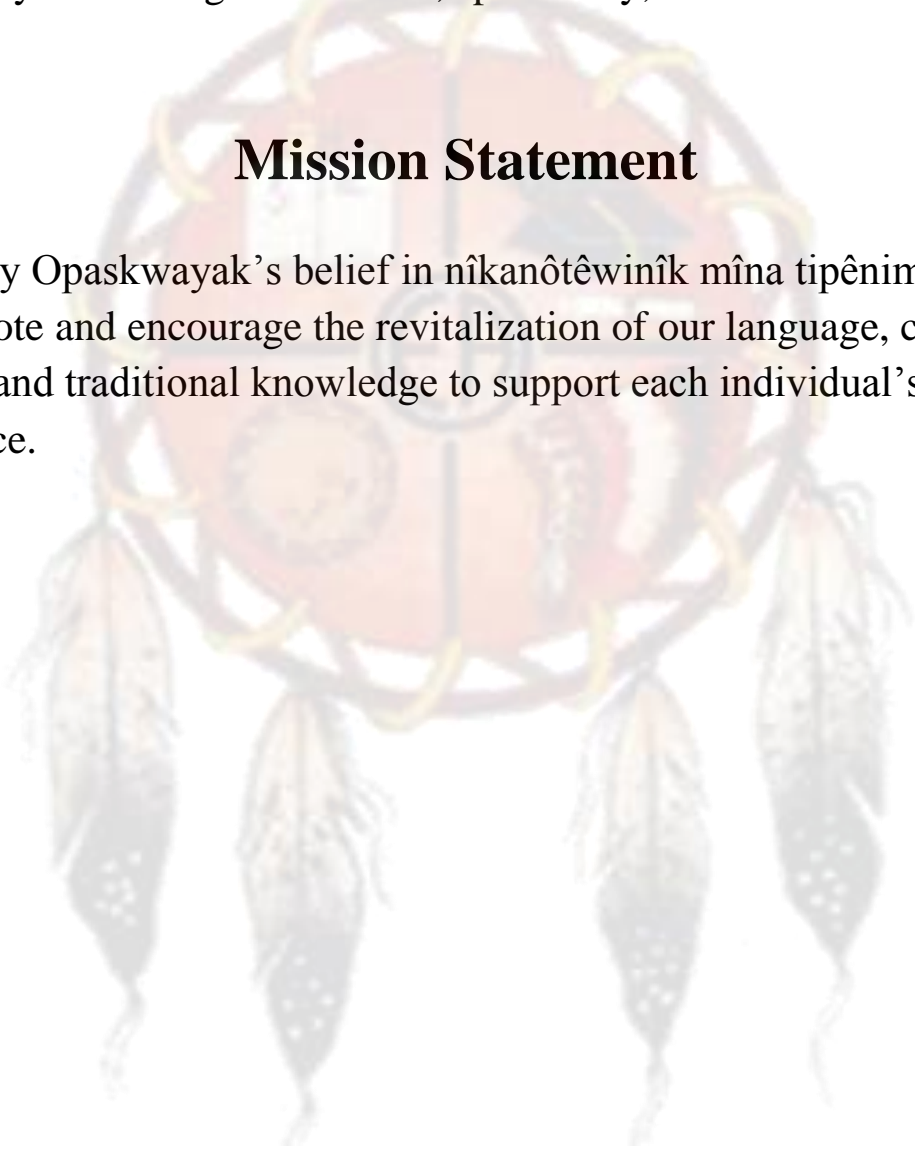 Mission Statement
y Opaskwayak’s belief in nîkanôtêwinîk mîna tipênim
ote and encourage the revitalization of our language, c
and traditional knowledge to support each individual’s
ce.